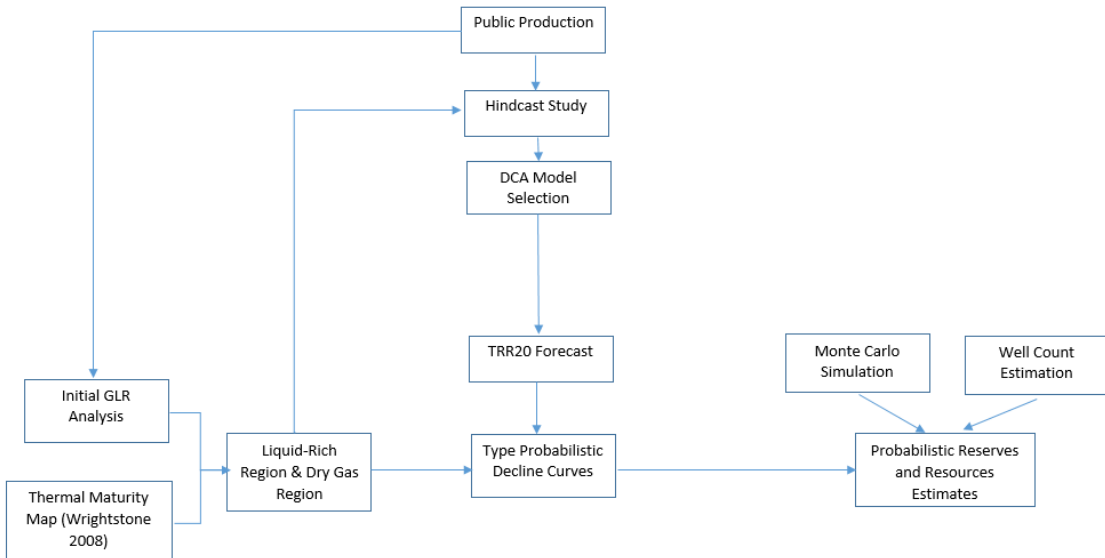 Public Production
Hindcast Study
DCA Model
Selection
TRR20 Forecast
Monte Carlo
Simulation
Well Count
Estimation
Initial GLR
Analysis
Liquid-Rich
Region & Dry Gas
Region
Type Probabilistic
Decline Curves
Probabilistic Reserves
and Resources
Estimates
Thermal Maturity
Map (Wrightstone
2008)